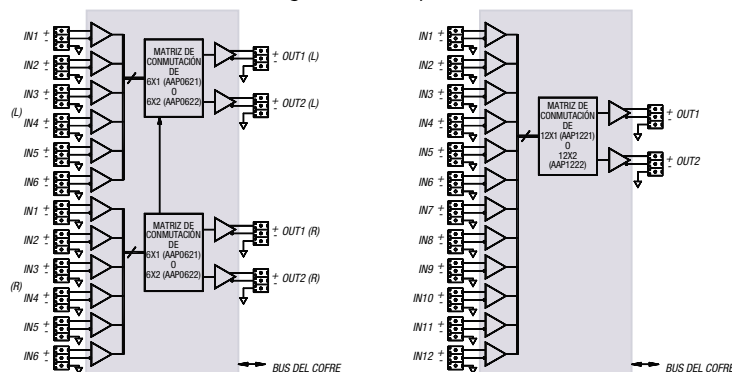 IN1 + -
IN2 + -
IN3 + -
(L)
IN4 + -
IN5 + -
IN6 + -
MATRIZ DE
CONMUTACIÓN
DE
6X1 (AAP0621)
O
6X2 (AAP0622)
+ OUT1 (L)
-
+ OUT2 (L)
-
IN1 + -
IN2 + -
IN3 + -
(R)
IN4 + -
IN5 + -
IN6 + -
MATRIZ DE
CONMUTACIÓN
DE
6X1 (AAP0621)
O
6X2 (AAP0622)
+ OUT1 (R)
-
+ OUT2 (R)
-
BUS DEL COFRE
IN1 + -
IN2 + -
IN3 + -
IN4 + -
IN5 + -
IN6 + -
IN7 + -
IN8 + -
IN9 + -
IN10 + -
IN11 + -
IN12 + -
MATRIZ DE
CONMUTACIÓN
DE
12X1 (AAP1221)
O
12X2
(AAP1222)
+ OUT1
-
+ OUT2
-
BUS DEL COFRE